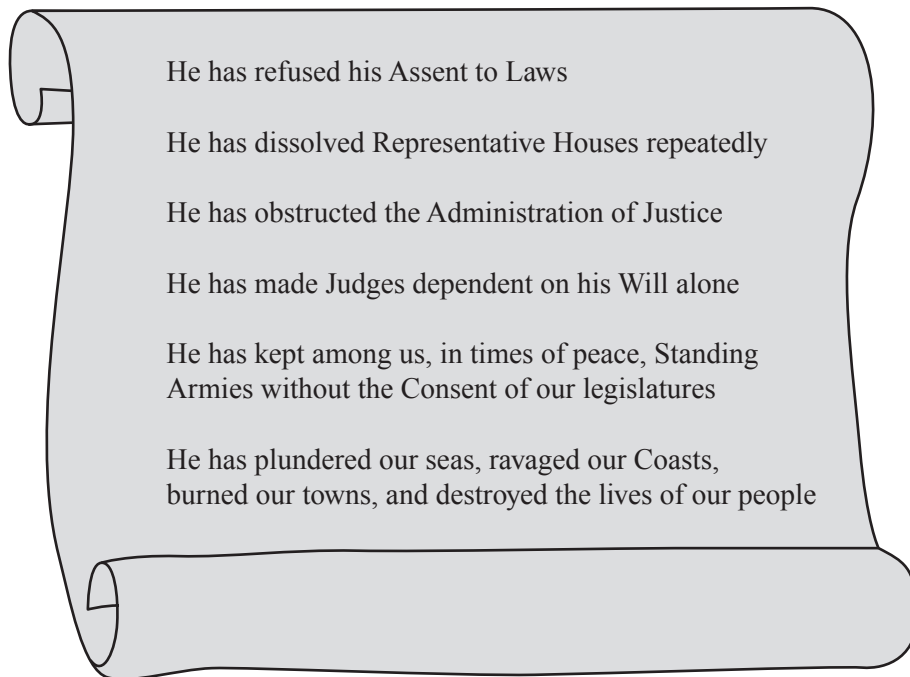 He has refused his Assent to Laws
He has dissolved Representative Houses repeatedly
He has obstructed the Administration of Justice
He has made Judges dependent on his Will alone
He has kept among us, in times of peace, Standing
Armies without the Consent of our legislatures
He has plundered our seas, ravaged our Coasts,
burned our towns, and destroyed the lives of our people